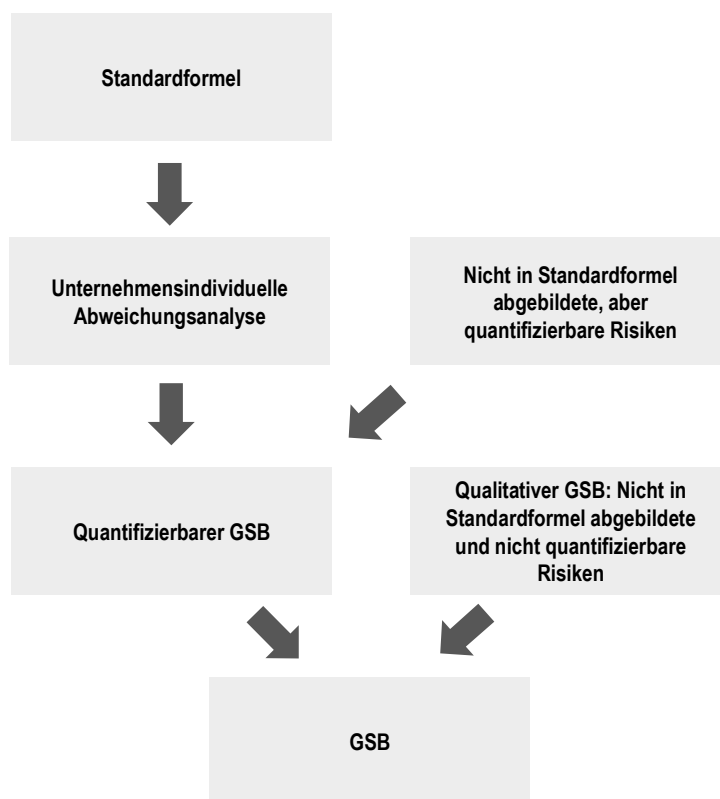 Standardformel
Unternehmensindividuelle
Abweichungsanalyse
Nicht in Standardformel
abgebildete, aber
quantifizierbare Risiken
Quantifizierbarer GSB
Qualitativer GSB: Nicht in
Standardformel abgebildete
und nicht quantifizierbare
Risiken
GSB